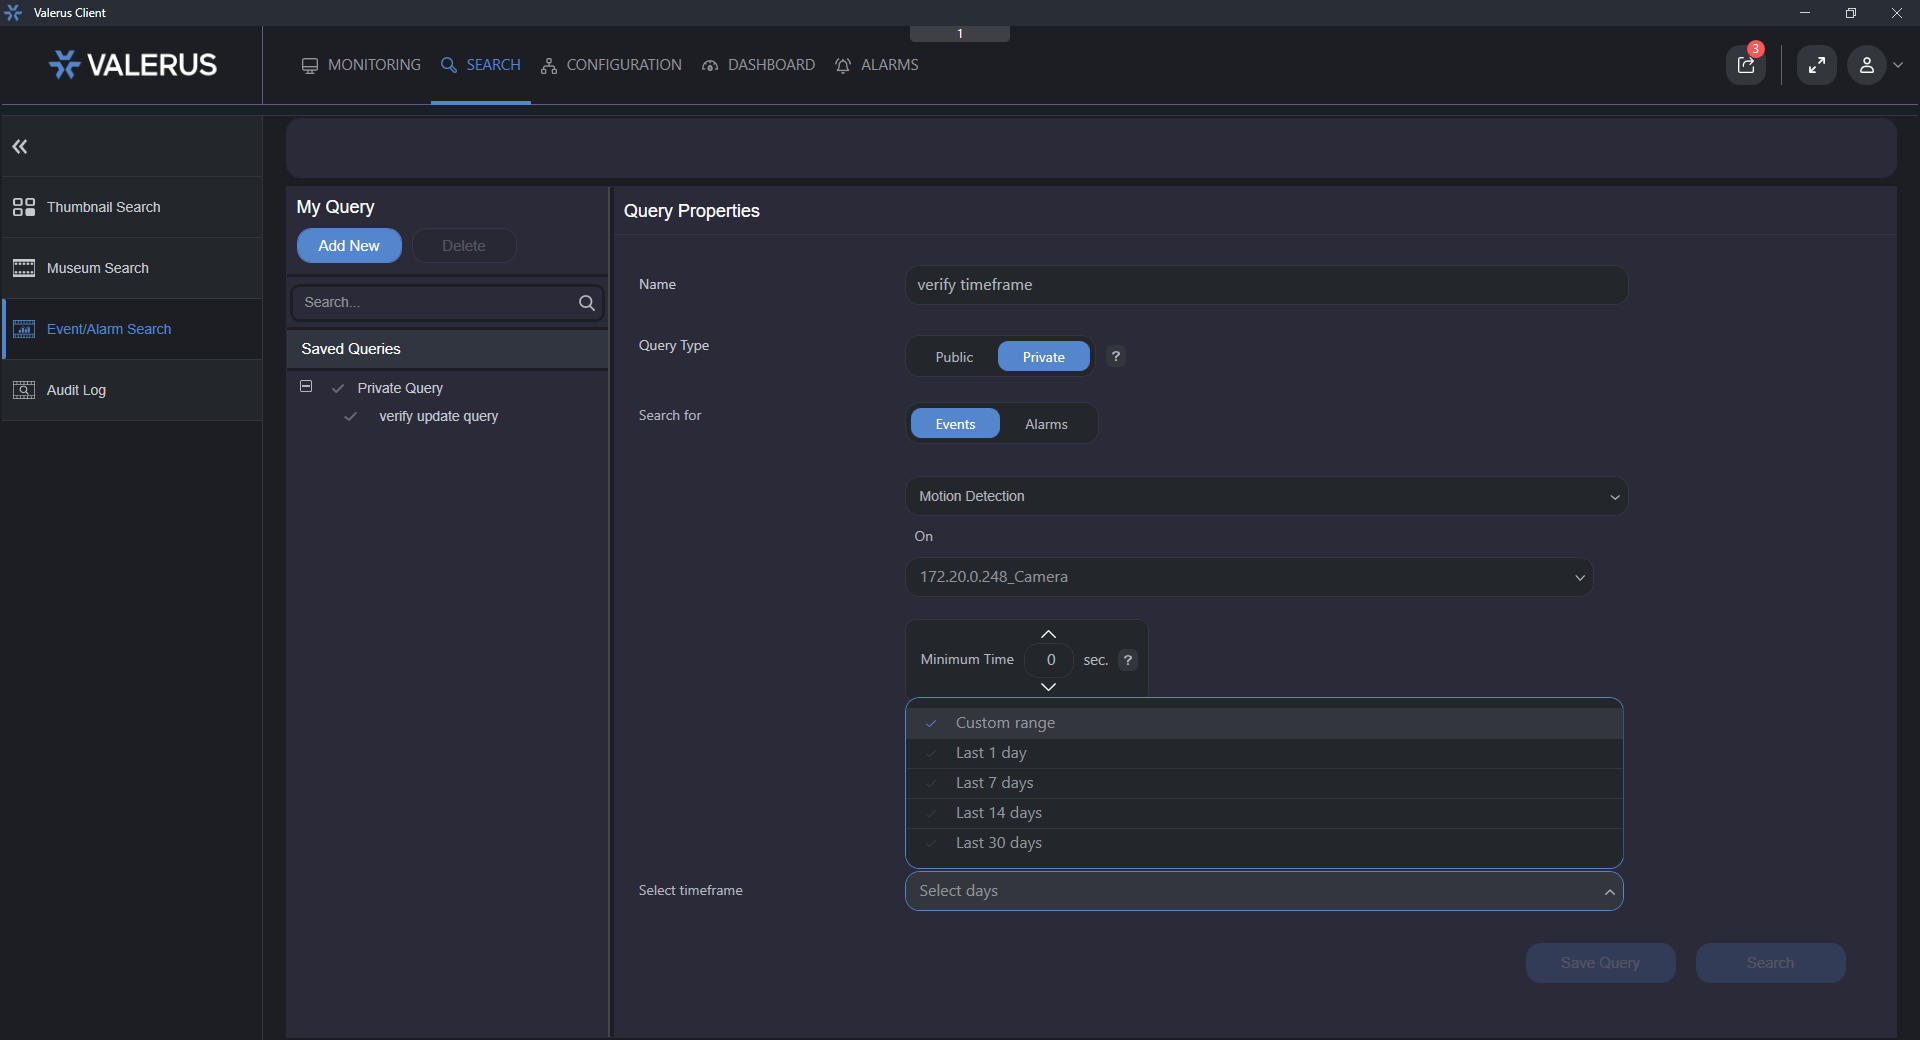 Valerus Client
1
VALERUS
MONITORING
SEARCH
CONFIGURATION
DASHBOARD
ALARMS
3
Thumbnail Search
Museum Search
Event/Alarm Search
Audit Log
My Query
Add New
Delete
Search...
Saved Queries
Private Query
verify update query
Query Properties
Name
verify timeframe
Query Type
Public
Private
?
Search for
Events
Alarms
Motion Detection
On
172.20.0.248_Camera
Minimum Time
0
sec.
?
Custom range
Last 1 day
Last 7 days
Last 14 days
Last 30 days
Select timeframe
Select days
Save Query
Search